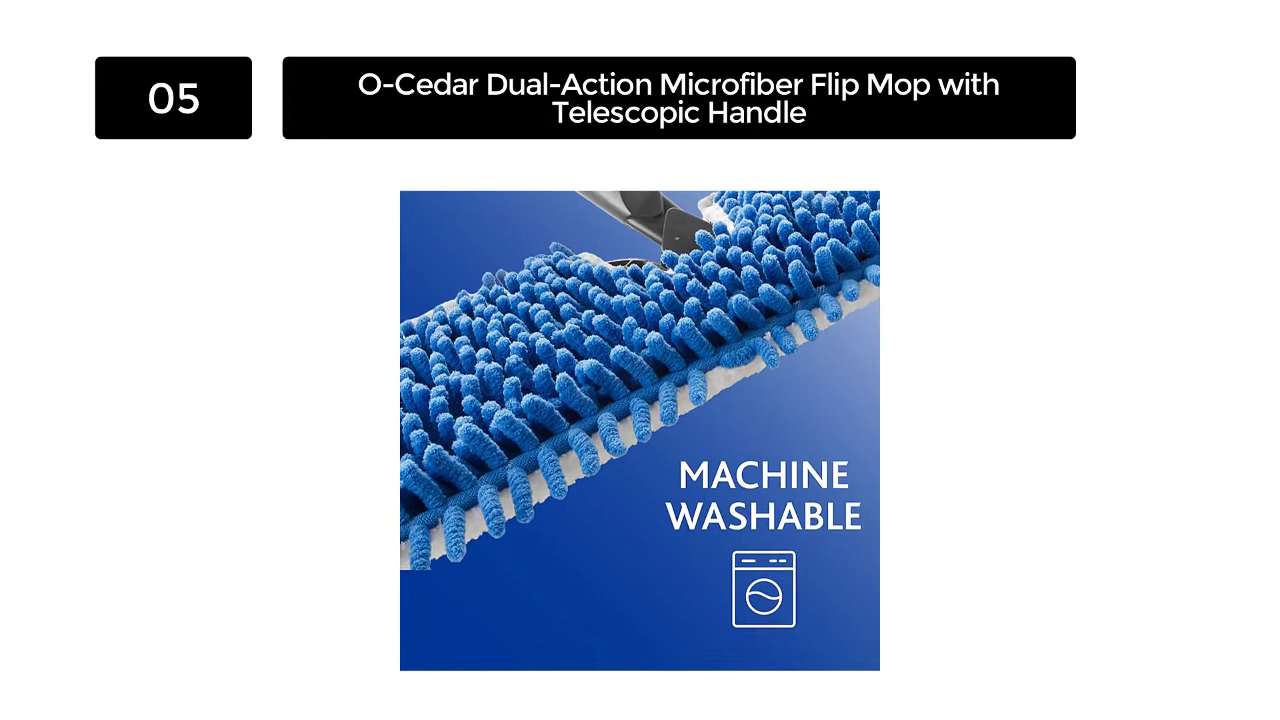 05
O-Cedar Dual-Action Microfiber Flip Mop with
Telescopic Handle
MACHINE
WASHABLE